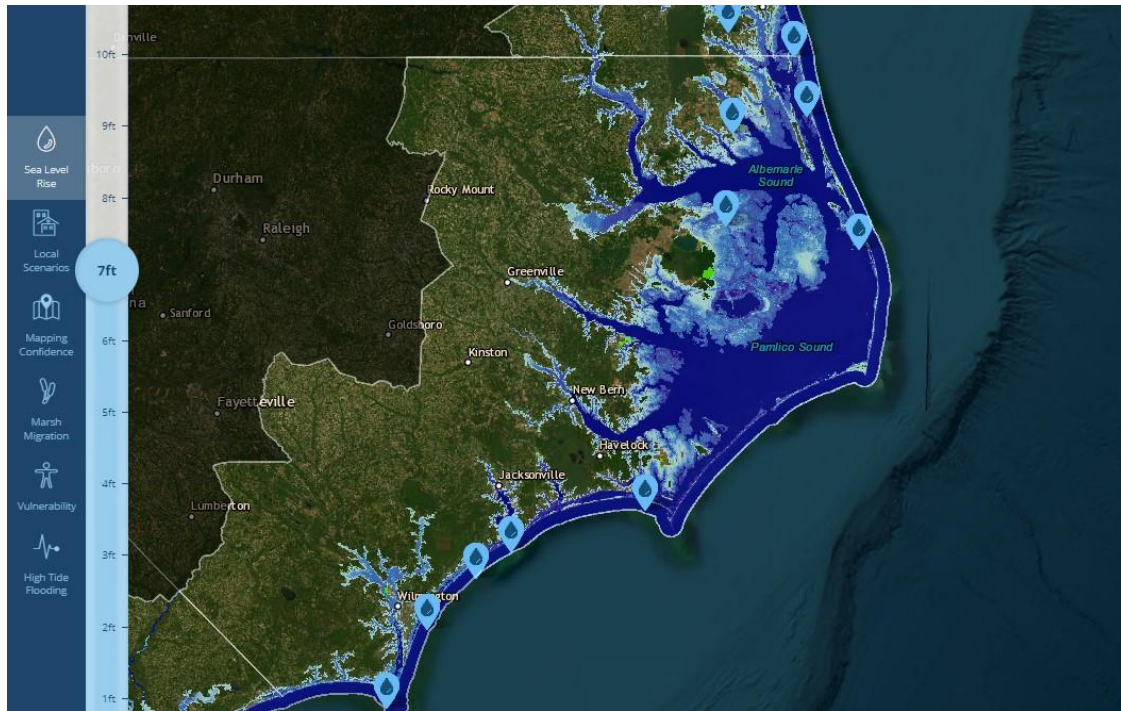 Danville
10ft
9ft
8ft
7ft
6ft
5ft
4ft
3ft
2ft
1ft
Sea Level
Rise
Local
Scenarios
Mapping
Confidence
Marsh
Migration
Vulnerability
High Tide
Flooding
Durham
Rocky Mount
Raleigh
Greenville
Sanford
Goldsboro
Kinston
New Bern
Fayetteville
Havelock
Jacksonville
Lumberton
Wilmington
Albemarle
Sound
Pamlico Sound